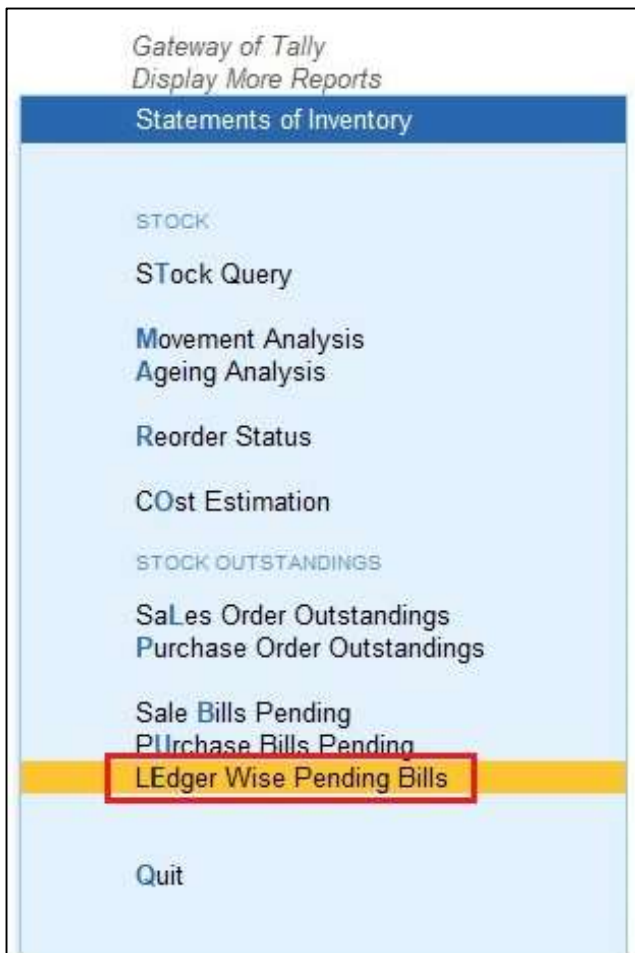 Gateway of Tally
Display More Reports
Statements of Inventory
STOCK
STock Query
Movement Analysis
Ageing Analysis
Reorder Status
COst Estimation
STOCK OUTSTANDINGS
SaLes Order Outstandings
Purchase Order Outstandings
Sale Bills Pending
PUrchase Bills Pending
LEdger Wise Pending Bills
Quit